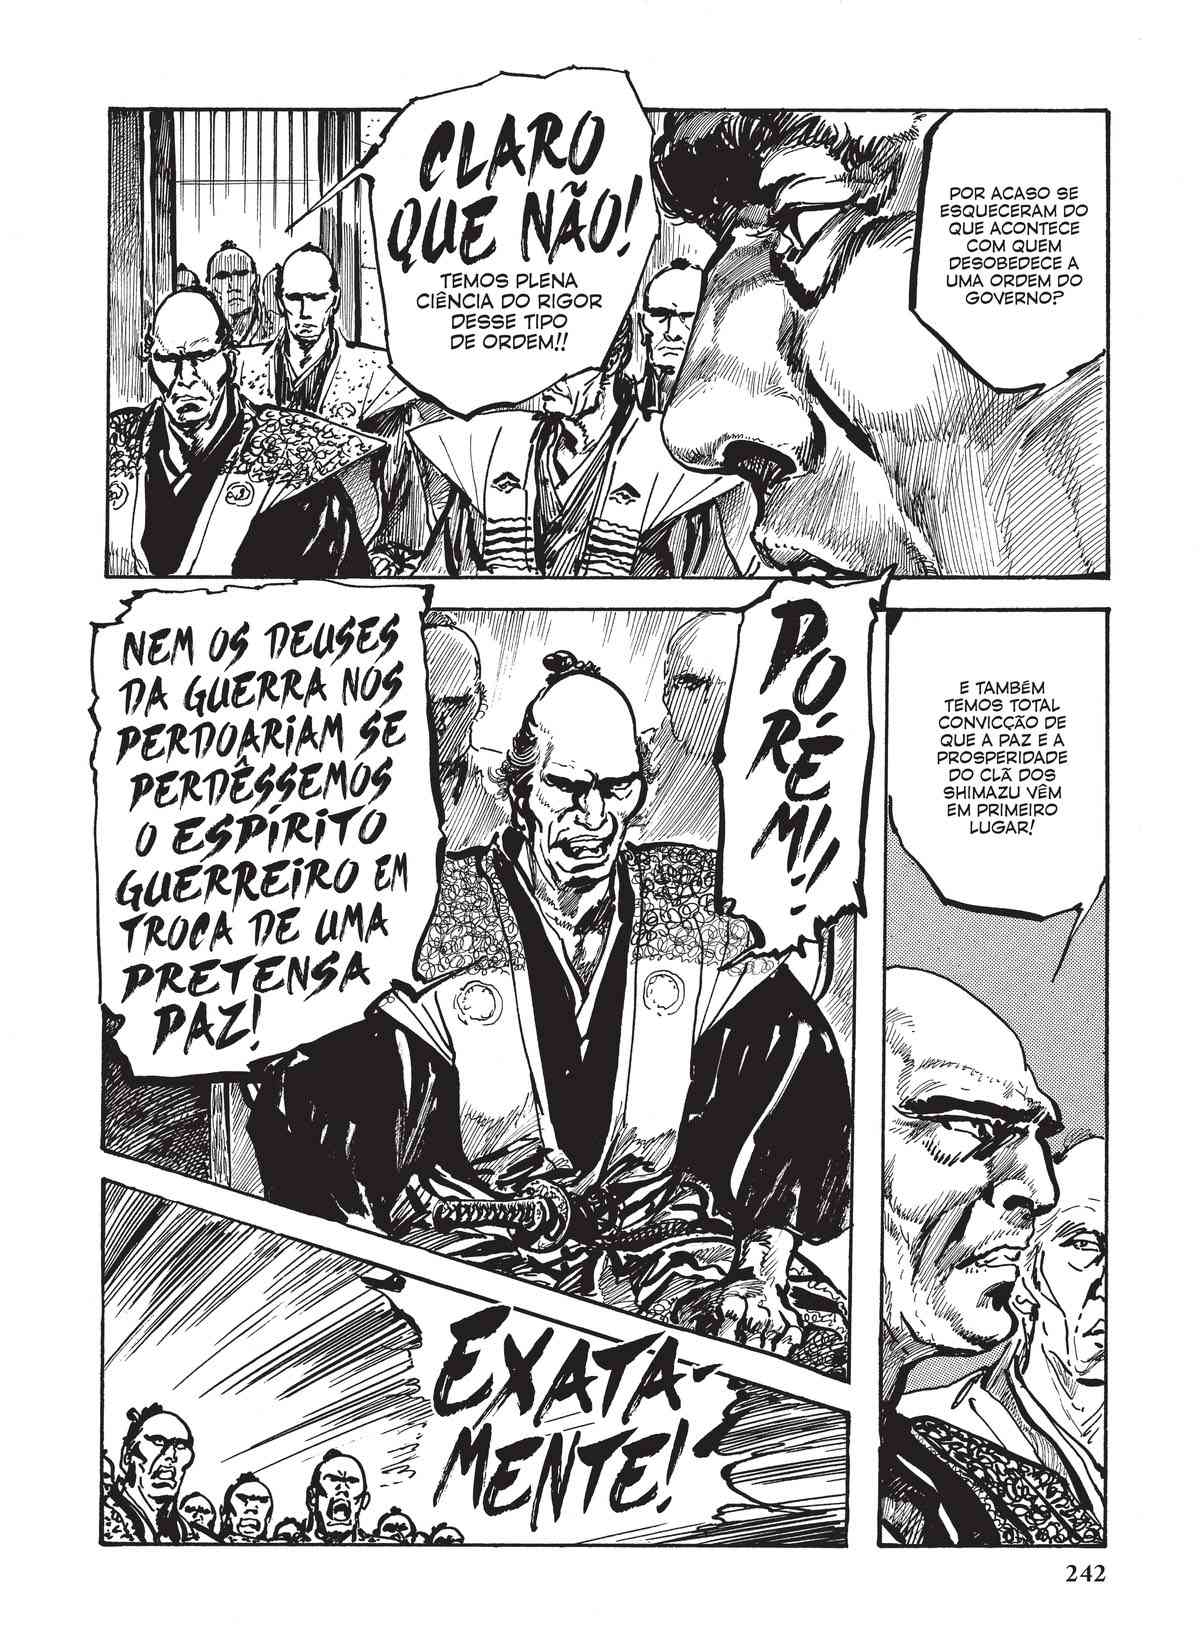 POR ACASO SE
ESQUECERAM DO
QUE ACONTECE
COM QUEM
DESOBEDECE A
UMA ORDEM DO
GOVERNO?
CLARO
QUE NÃO!
TEMOS PLENA
CIÊNCIA DO RIGOR
DESSE TIPO
DE ORDEM!!
E TAMBÉM
TEMOS TOTAL
CONVICÇÃO DE
QUE A PAZ E A
PROSPERIDADE
DO CLÃ DOS
SHIMAZU VÊM
EM PRIMEIRO
LUGAR!
PO-
RÉ-
M!!
NEM OS DEUSES
DA GUERRA NOS
PERDOARIAM SE
PERDÊSSEMOS
O ESPÍRITO
GUERREIRO EM
TROCA DE UMA
PRETENSA
PAZ!
EXATA-
MENTE!
242